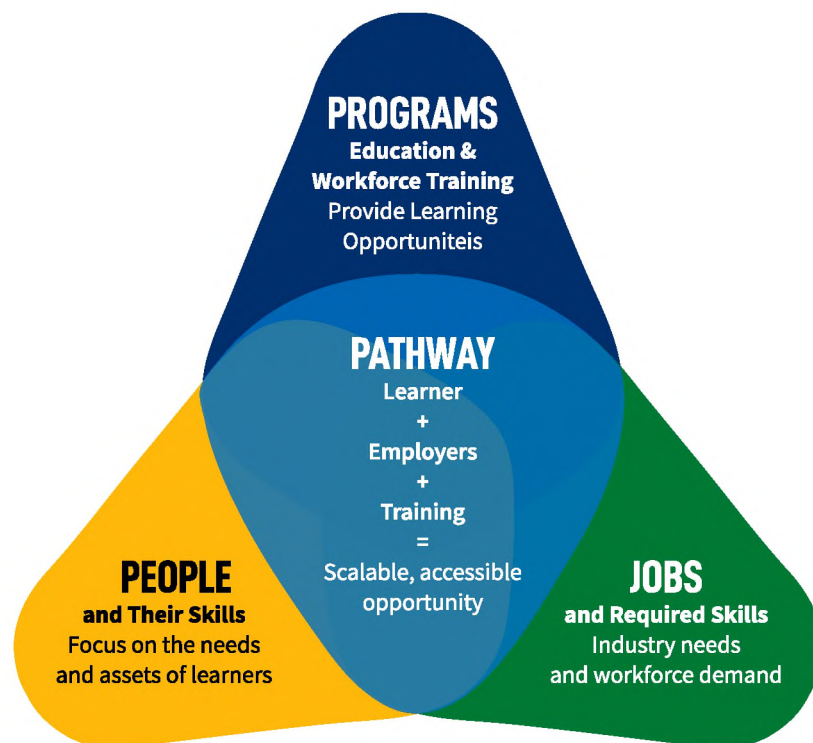 PROGRAMS
Education &
Workforce Training
Provide Learning
Opportuniteis
PATHWAY
Learner
+
Employers
+
Training
=
Scalable, accessible
opportunity
PEOPLE
and Their Skills
Focus on the needs
and assets of learners
JOBS
and Required Skills
Industry needs
and workforce demand